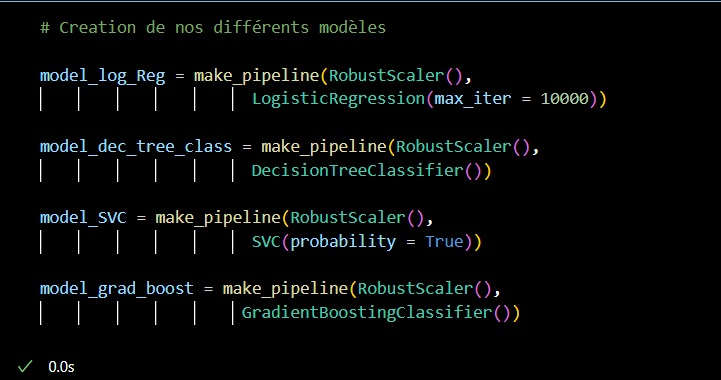 # Creation de nos différents modèles
model_log_Reg = make_pipeline(RobustScaler(),
LogisticRegression(max_iter = 10000))
model_dec_tree_class = make_pipeline(RobustScaler(),
DecisionTreeClassifier())
model_SVC = make_pipeline(RobustScaler(),
SVC(probability = True))
model_grad_boost = make_pipeline(RobustScaler(),
GradientBoostingClassifier())
0.0s